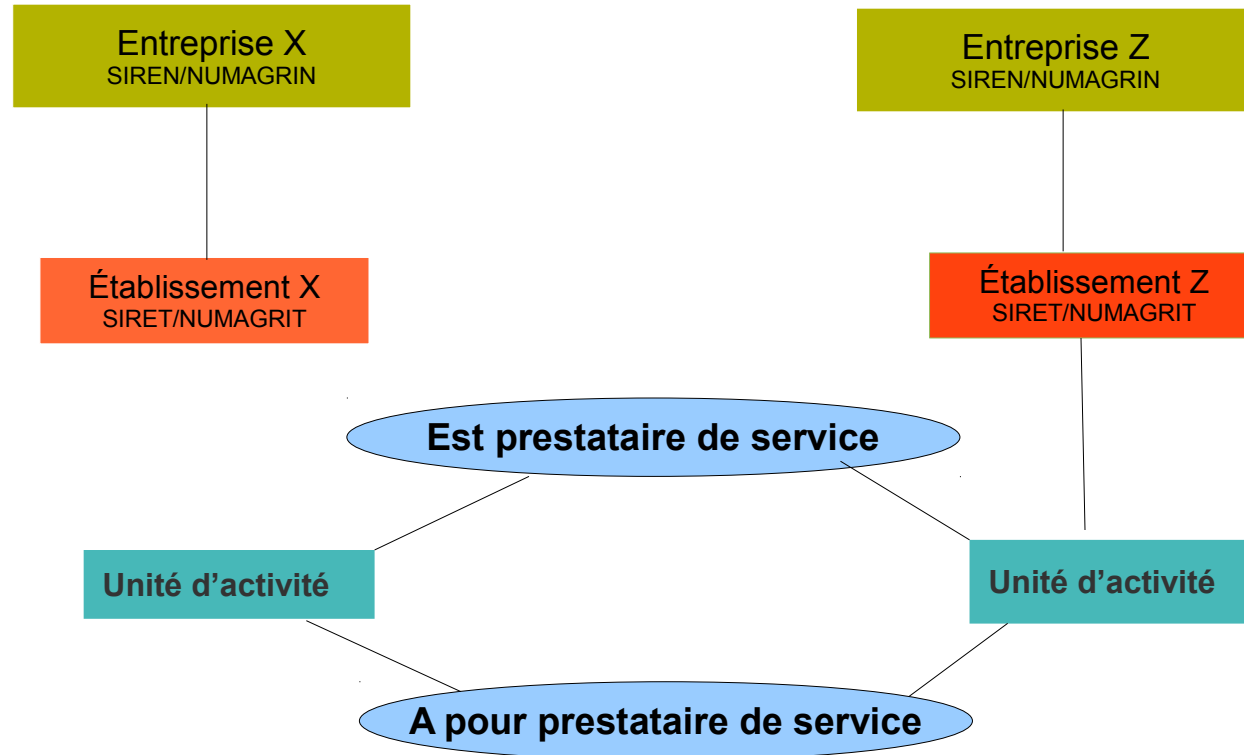 Entreprise X
SIREN/NUMAGRIN
Entreprise Z
SIREN/NUMAGRIN
Établissement X
SIRET/NUMAGRIT
Établissement Z
SIRET/NUMAGRIT
Est prestataire de service
Unité d’activité
Unité d’activité
A pour prestataire de service